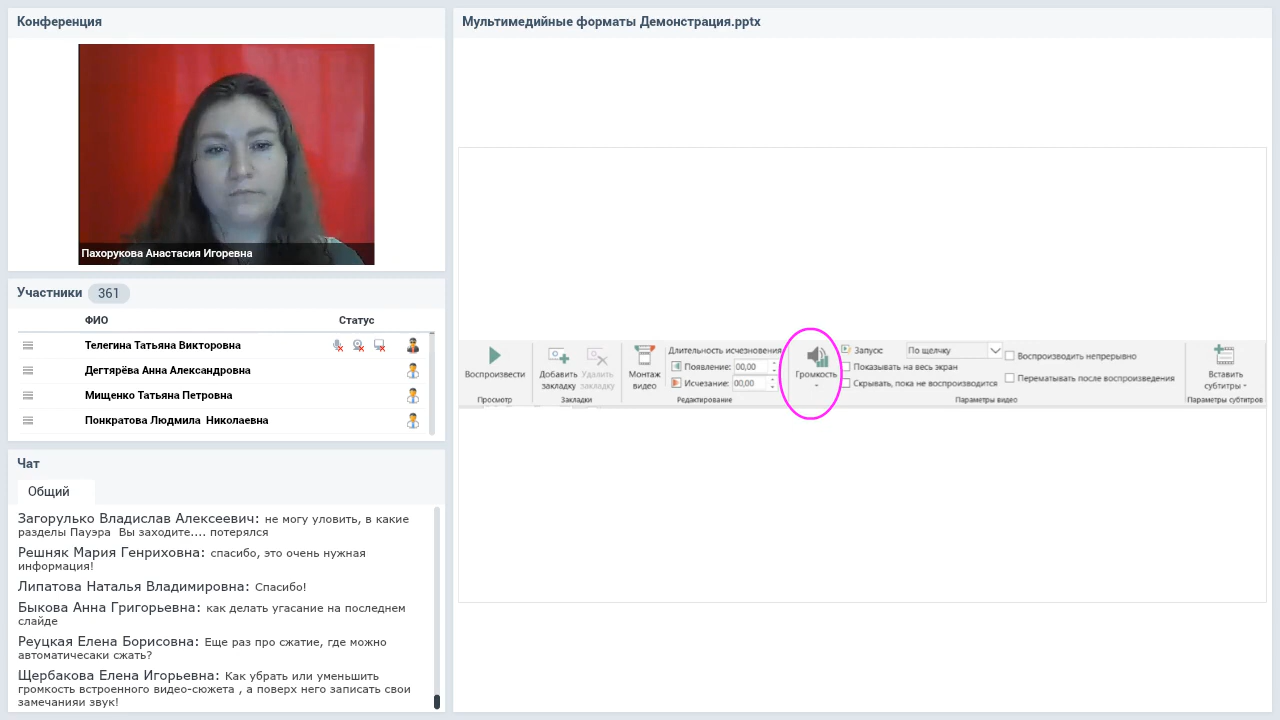 Конференция
Пахорукова Анастасия Игоревна
Участники 361
ФИО Статус
Телегина Татьяна Викторовна
Дегтярёва Анна Александровна
Мищенко Татьяна Петровна
Понкратова Людмила Николаевна
Чат
Общий
Загорулько Владислав Алексеевич: не могу уловить, в какие
разделы Пауэра Вы заходите.... потерялся
Решняк Мария Генриховна: спасибо, это очень нужная
информация!
Липатова Наталья Владимировна: Спасибо!
Быкова Анна Григорьевна: как делать угасание на последнем
слайде
Реуцкая Елена Борисовна: Еще раз про сжатие, где можно
автоматичесаки сжать?
Щербакова Елена Игорьевна: Как убрать или уменьшить
громкость встроенного видео-сюжета , а поверх него записать свои
замечанияи звук!
Мультимедийные форматы Демонстрация.pptx
Воспроизвести
Просмотр
Добавить
закладку
Удалить
закладку
Закладки
Монтаж
видео
Длительность исчезновения
Появление: 00,00
Исчезание: 00,00
Редактирование
Громкость
Запуск: По щелчку
Показывать на весь экран
Скрывать, пока не воспроизводится
Воспроизводить непрерывно
Перематывать после воспроизведения
Параметры видео
Вставить
субтитры
Параметры субтитров